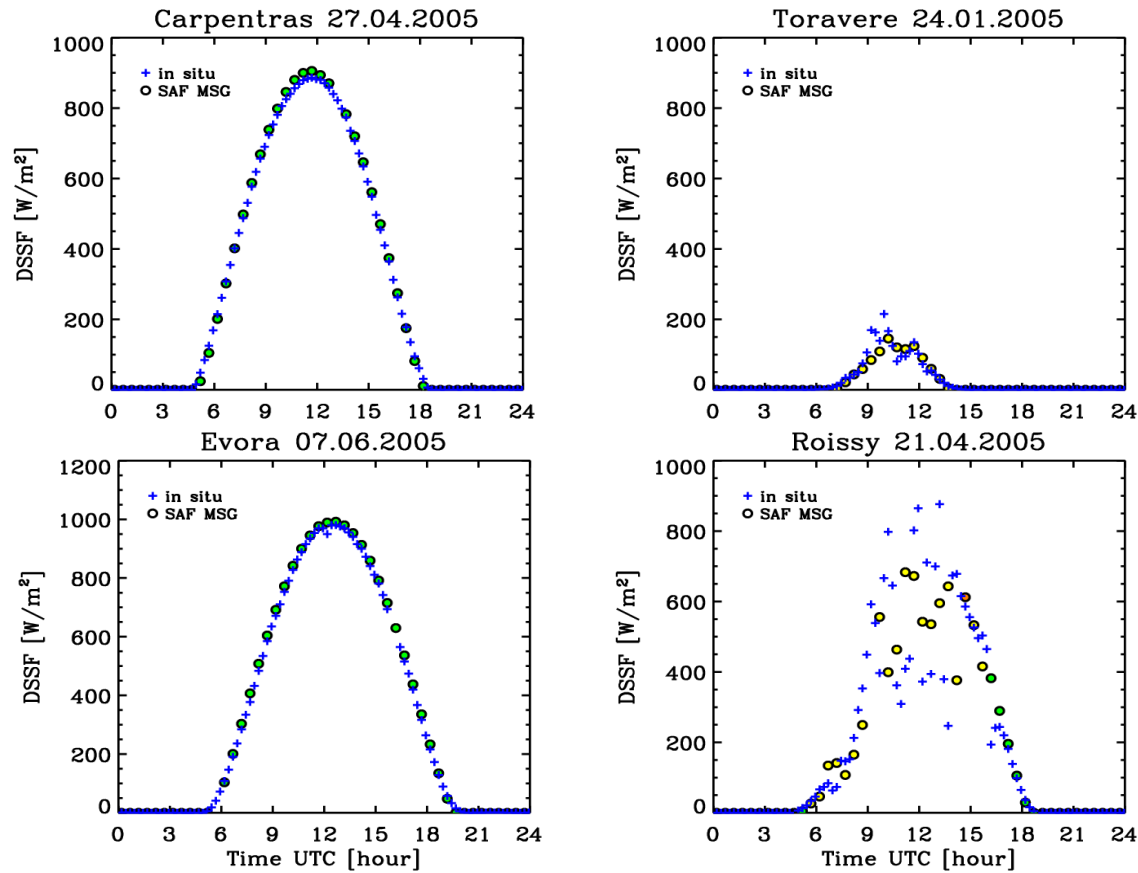 Carpentras 27.04.2005
1000
800
600
400
200
0
DSSF [W/m²]
+ in situ
o SAF MSG
0 3 6 9 12 15 18 21 24
Toravere 24.01.2005
1000
800
600
400
200
0
DSSF [W/m²]
+ in situ
o SAF MSG
0 3 6 9 12 15 18 21 24
Evora 07.06.2005
1200
1000
800
600
400
200
0
DSSF [W/m²]
+ in situ
o SAF MSG
0 3 6 9 12 15 18 21 24
Time UTC [hour]
Roissy 21.04.2005
1000
800
600
400
200
0
DSSF [W/m²]
+ in situ
o SAF MSG
0 3 6 9 12 15 18 21 24
Time UTC [hour]